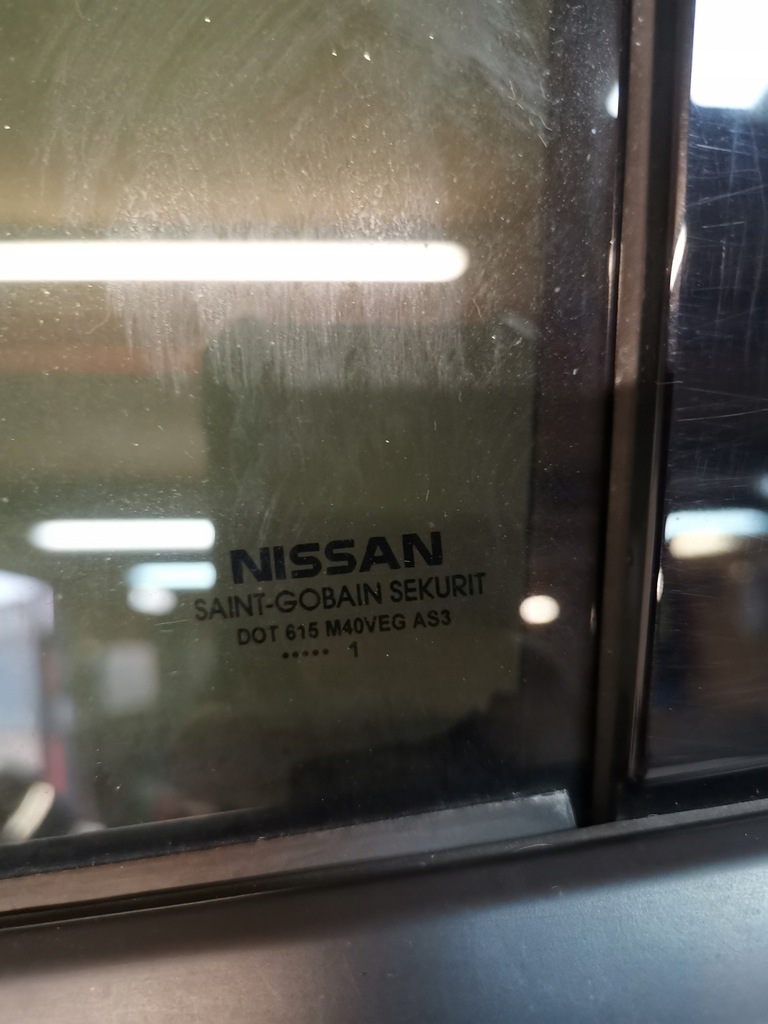 NISSAN
SAINT-GOBAIN SEKURIT
DOT 615 M40VEG AS3
••••• 1